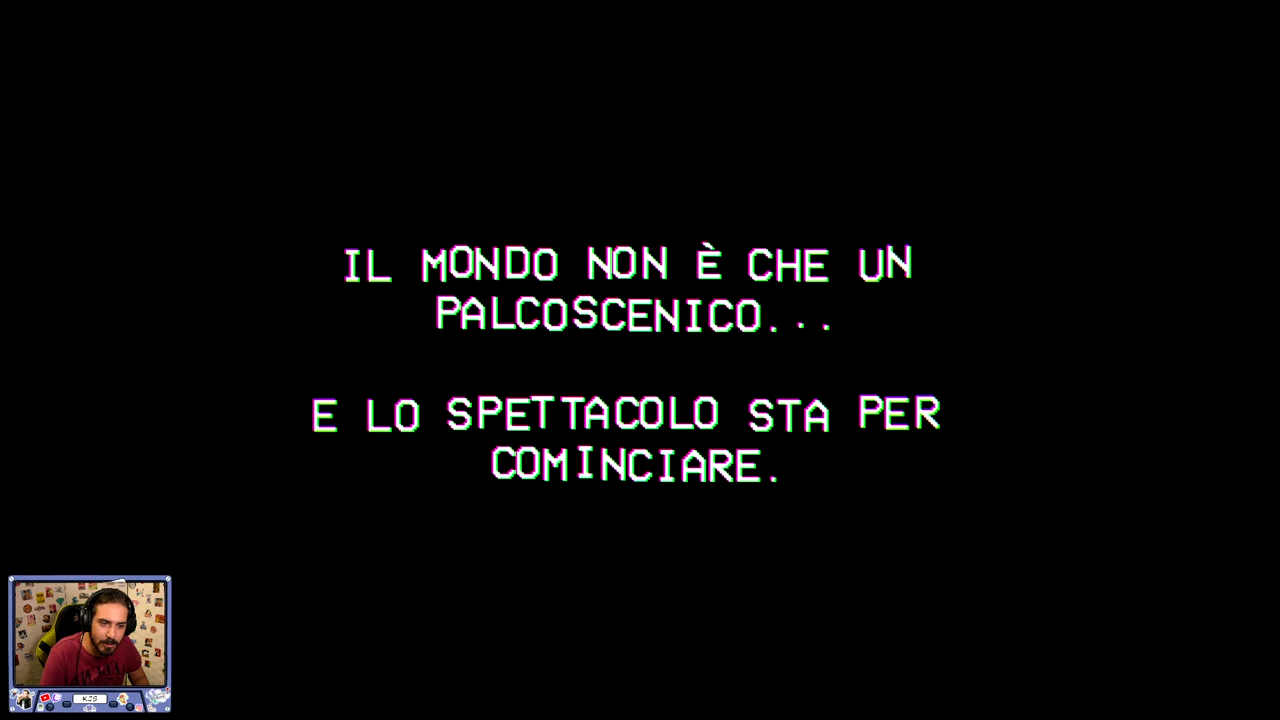 IL MONDO NON È CHE UN
PALCOSCENICO...
E LO SPETTACOLO STA PER
COMINCIARE.